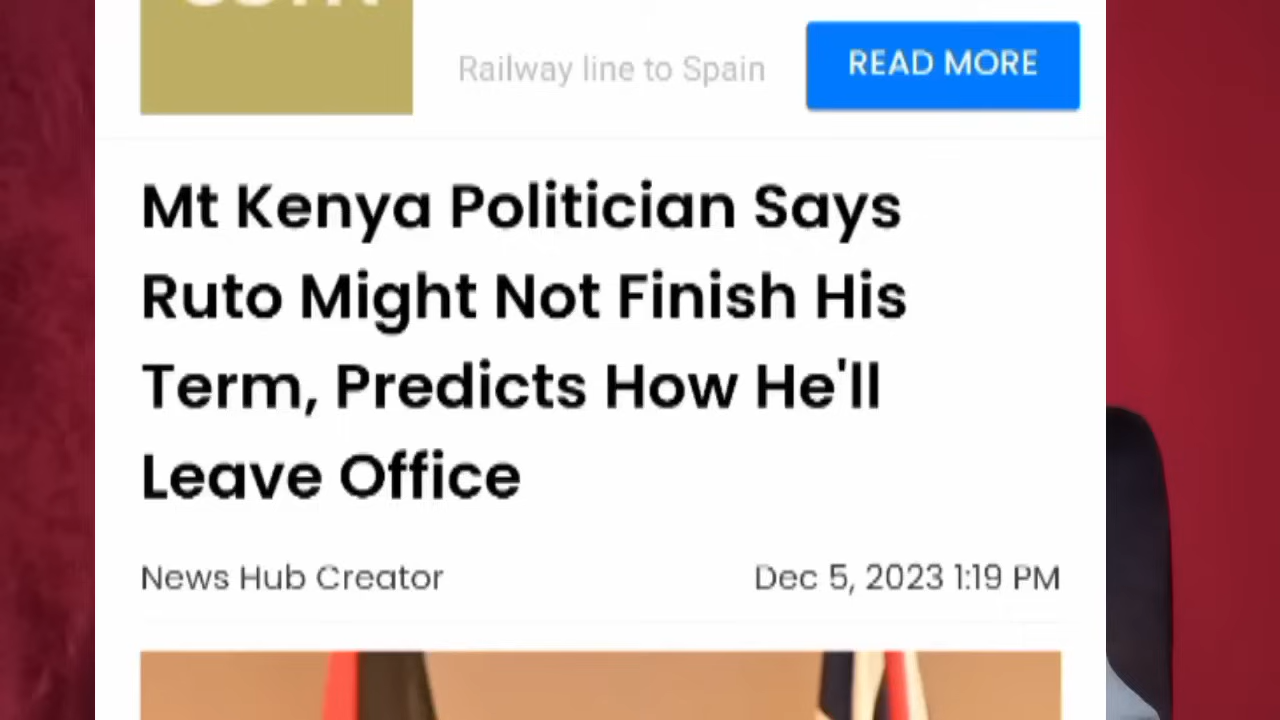 Railway line to Spain
READ MORE
Mt Kenya Politician Says
Ruto Might Not Finish His
Term, Predicts How He'll
Leave Office
News Hub Creator
Dec 5, 2023 1:19 PM